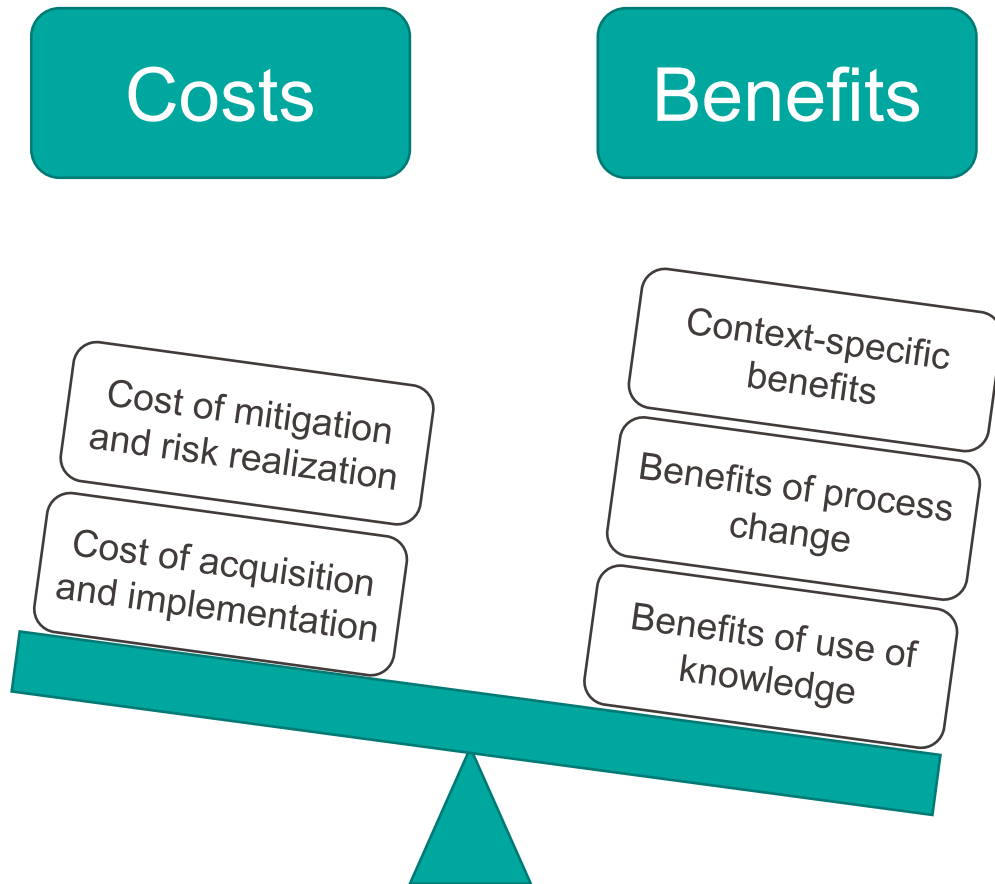 Costs
Benefits
Cost of mitigation
and risk realization
Cost of acquisition
and implementation
Context-specific
benefits
Benefits of process
change
Benefits of use of
knowledge